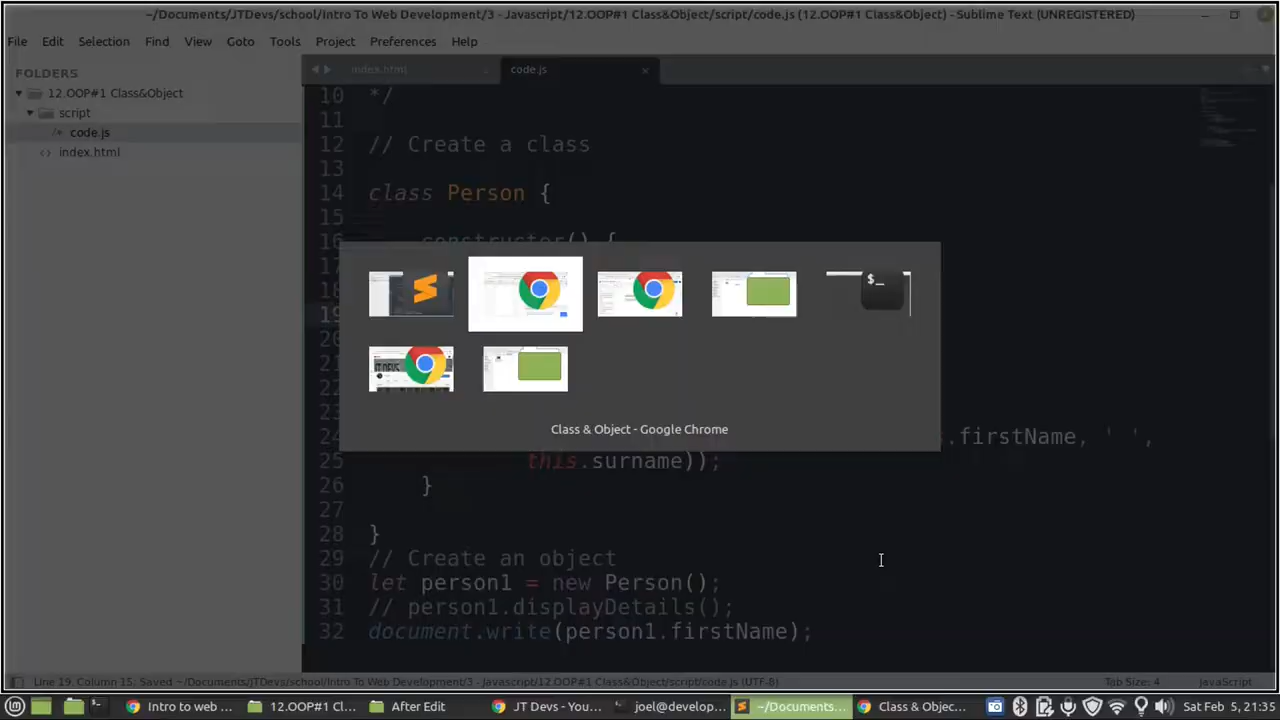 ~/Documents/JTDevs/school/Intro To Web Development/3 - Javascript/12.OOP#1 Class&Object/script/code.js (12.OOP#1 Class&Object) - Sublime Text (UNREGISTERED)
File Edit Selection Find View Goto Tools Project Preferences Help
FOLDERS
12.OOP#1 Class&Object
script
code.js
index.html
index.html code.js
10 */
11
12 // Create a class
13
14 class Person {
15
16 constructor() {
Class & Object - Google Chrome
24 .firstName, ' ',
25 this.surname));
26 }
27
28 }
29 // Create an object
30 let person1 = new Person();
31 // person1.displayDetails();
32 document.write(person1.firstName);
Line 19, Column 15; Saved ~/Documents/JTDevs/school/Intro To Web Development/3 - Javascript/12.OOP#1 Class&Object/script/code.js (UTF-8) Tab Size: 4 JavaScript
Intro to web ... 12.OOP#1 Cl... After Edit JT Devs - You... joel@develop... ~/Documents... Class & Objec... Sat Feb 5, 21:35